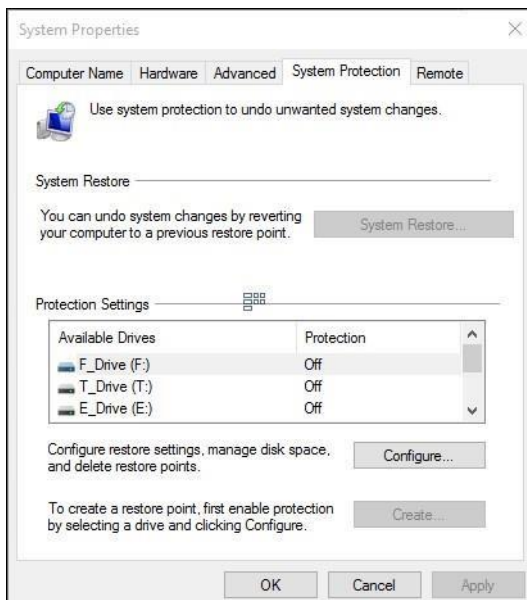 System Properties
Computer Name Hardware Advanced System Protection Remote
Use system protection to undo unwanted system changes.
System Restore
You can undo system changes by reverting
your computer to a previous restore point.
System Restore...
Protection Settings
Available Drives Protection
F_Drive (F:) Off
T_Drive (T:) Off
E_Drive (E:) Off
Configure restore settings, manage disk space,
and delete restore points.
Configure...
To create a restore point, first enable protection
by selecting a drive and clicking Configure.
Create...
OK Cancel Apply